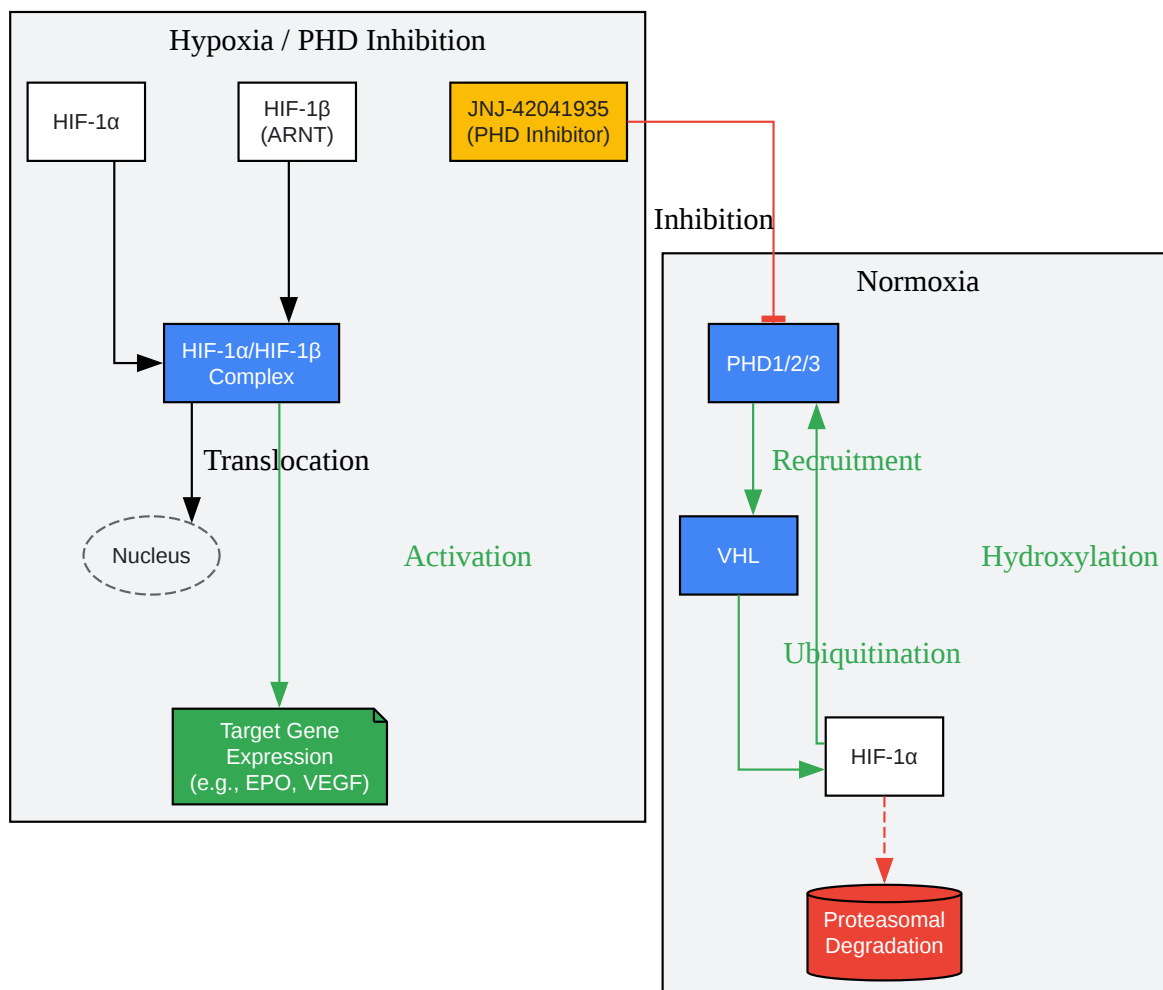 Hypoxia / PHD Inhibition
HIF-1α
HIF-1β
(ARNT)
JNJ-42041935
(PHD Inhibitor)
Inhibition
Normoxia
HIF-1α/HIF-1β
Complex
PHD1/2/3
Translocation
Recruitment
Nucleus
Activation
VHL
Hydroxylation
Ubiquitination
Target Gene
Expression
(e.g., EPO, VEGF)
HIF-1α
Proteasomal
Degradation